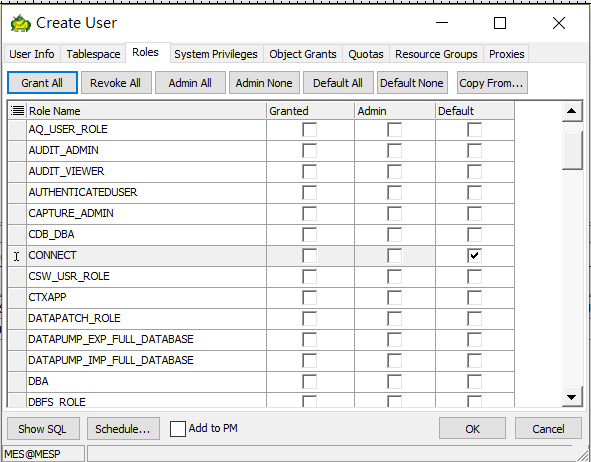 Create User
User Info Tablespace Roles System Privileges Object Grants Quotas Resource Groups Proxies
Grant All Revoke All Admin All Admin None Default All Default None Copy From...
Role Name Granted Admin Default
AQ_USER_ROLE
AUDIT_ADMIN
AUDIT_VIEWER
AUTHENTICATEDUSER
CAPTURE_ADMIN
CDB_DBA
CONNECT
CSW_USR_ROLE
CTXAPP
DATAPATCH_ROLE
DATAPUMP_EXP_FULL_DATABASE
DATAPUMP_IMP_FULL_DATABASE
DBA
DBFS_ROLE
Show SQL Schedule... Add to PM OK Cancel
MES@MESP